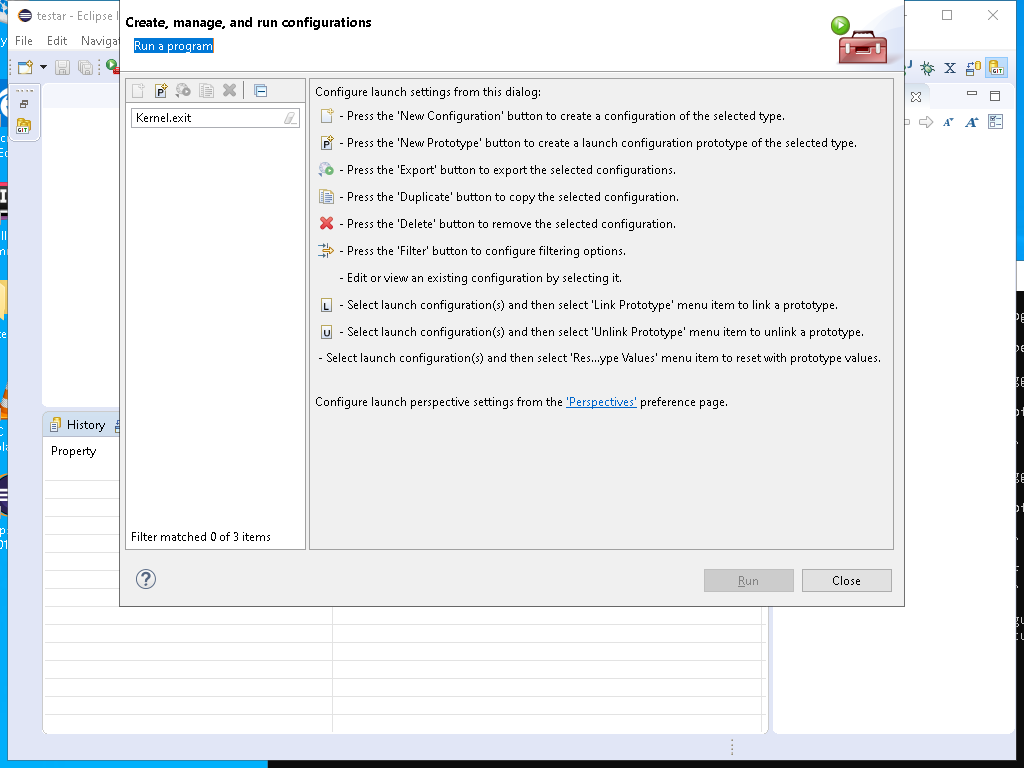 testar - Eclipse I
Create, manage, and run configurations
File Edit Naviga
Run a program
X
GIT
Configure launch settings from this dialog:
Kernel.exit
- Press the 'New Configuration' button to create a configuration of the selected type.
P - Press the 'New Prototype' button to create a launch configuration prototype of the selected type.
- Press the 'Export' button to export the selected configurations.
- Press the 'Duplicate' button to copy the selected configuration.
- Press the 'Delete' button to remove the selected configuration.
- Press the 'Filter' button to configure filtering options.
- Edit or view an existing configuration by selecting it.
L - Select launch configuration(s) and then select 'Link Prototype' menu item to link a prototype.
U - Select launch configuration(s) and then select 'Unlink Prototype' menu item to unlink a prototype.
- Select launch configuration(s) and then select 'Res...ype Values' menu item to reset with prototype values.
Configure launch perspective settings from the 'Perspectives' preference page.
History
Property
Filter matched 0 of 3 items
?
Run
Close